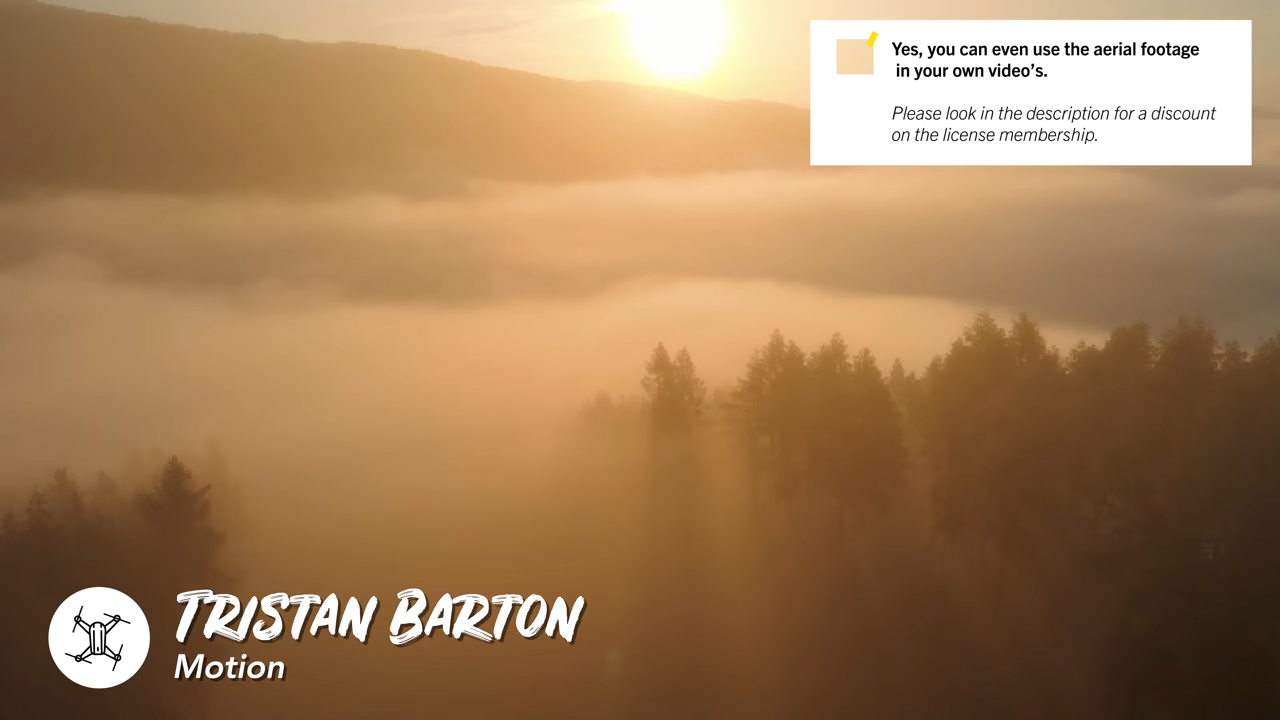 Yes, you can even use the aerial footage
in your own video’s.
Please look in the description for a discount
on the license membership.
TRISTAN BARTON
Motion